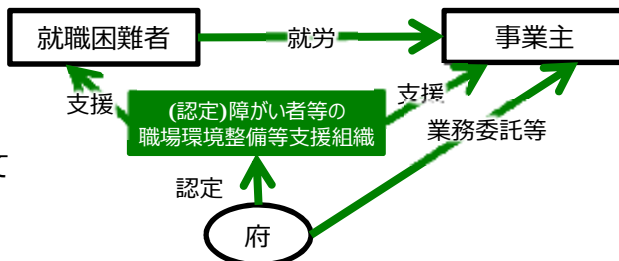 就職困難者
就労
事業主
支援
(認定)障がい者等の
職場環境整備等支援組織
支援
業務委託等
て
認定
府